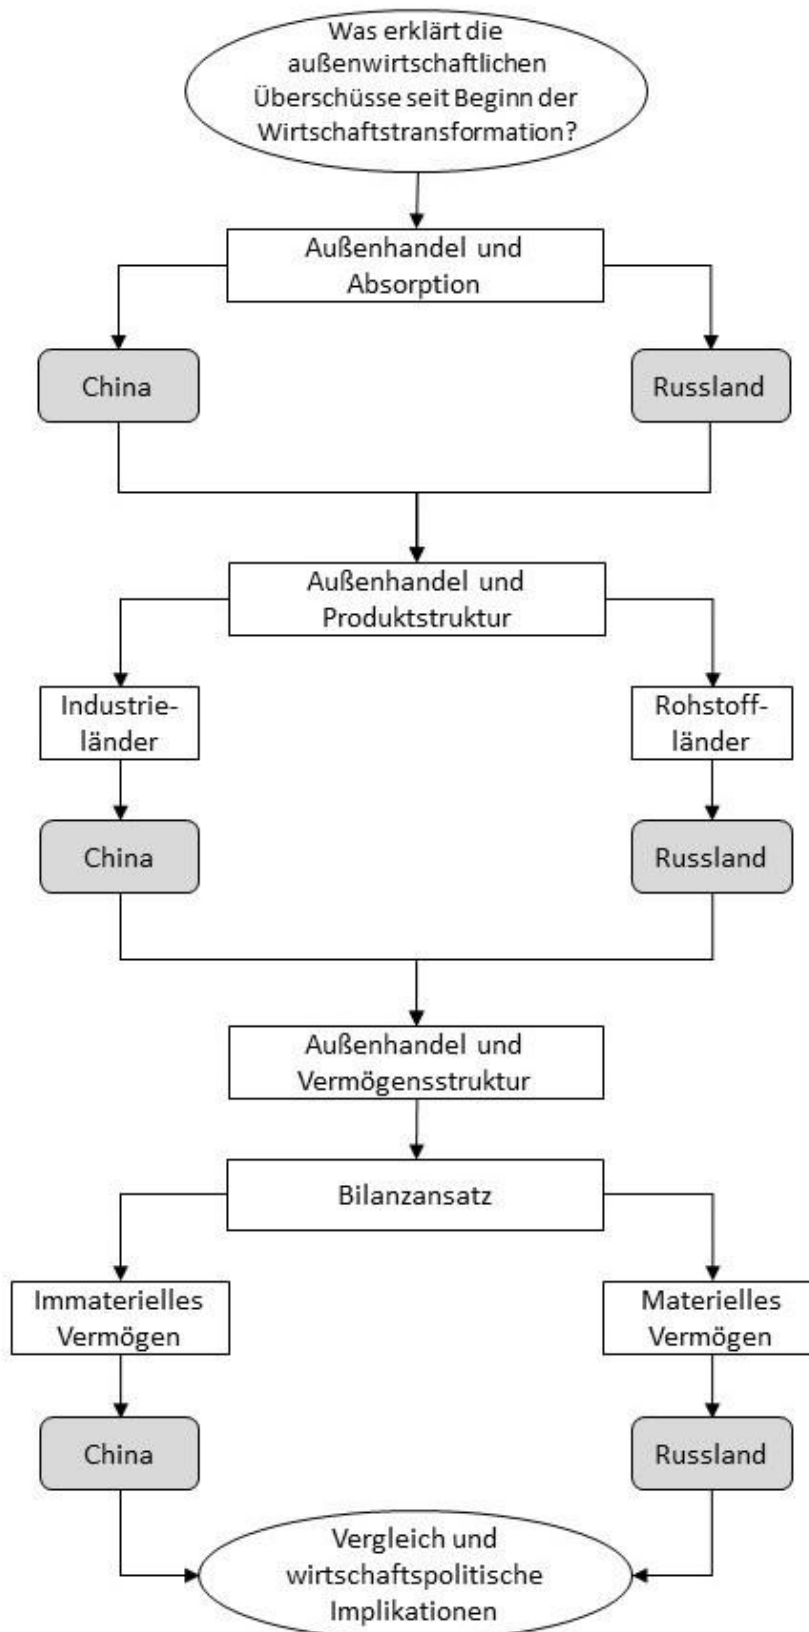 Was erklärt die
außenwirtschaftlichen
Überschüsse seit Beginn der
Wirtschaftstransformation?
Außenhandel und
Absorption
China
Russland
Außenhandel und
Produktstruktur
Industrie-
länder
Rohstoff-
länder
China
Russland
Außenhandel und
Vermögensstruktur
Bilanzansatz
Immaterielles
Vermögen
Materielles
Vermögen
China
Russland
Vergleich und
wirtschaftspolitische
Implikationen